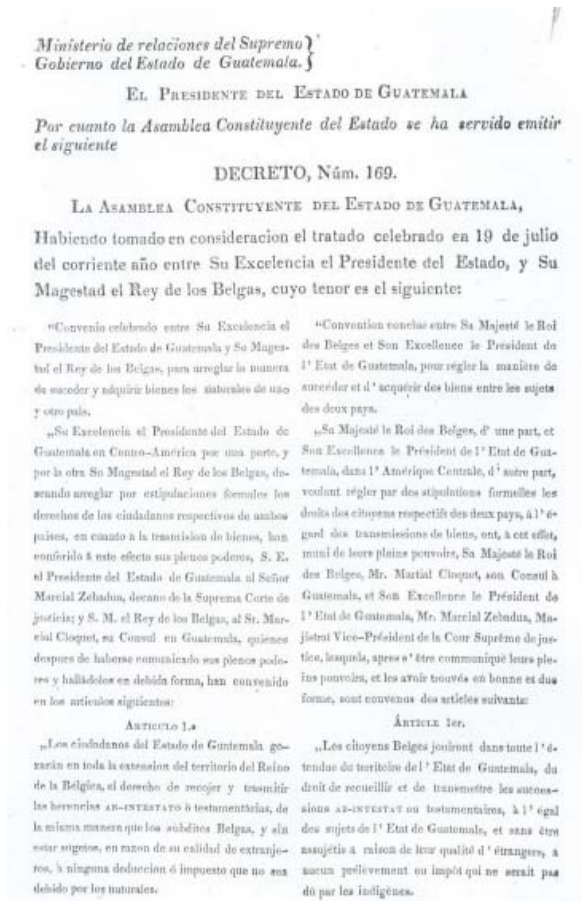 Ministerio de relaciones del Supremo }
Gobierno del Estado de Guatemala. }
El Presidente del Estado de Guatemala
Por cuanto la Asamblea Constituyente del Estado se ha servido emitir
el siguiente
DECRETO, Núm. 169.
La Asamblea Constituyente del Estado de Guatemala,
Habiendo tomado en consideracion el tratado celebrado en 19 de julio
del corriente año entre Su Excelencia el Presidente del Estado, y Su
Magestad el Rey de los Belgas, cuyo tenor es el siguiente:
"Convenio celebrado entre Su Excelencia el
Presidente del Estado de Guatemala y Su Mages-
tad el Rey de los Belgas, para arreglar la manera
de suceder y adquirir bienes los naturales de uno
y otro pais.
„Su Excelencia el Presidente del Estado de
Guatemala en Centro-América por una parte, y
por la otra Su Magestad el Rey de los Belgas, de-
seando arreglar por estipulaciones formales los
derechos de los ciudadanos respectivos de ambos
paises, en cuanto á la trasmision de bienes, han
conferido á este efecto sus plenos poderes, S. E.
el Presidente del Estado de Guatemala al Señor
Marcial Zebadua, decano de la Suprema Corte de
justicia; y S. M. el Rey de los Belgas, al Sr. Mar-
cial Cloquet, su Consul en Guatemala, quienes
despues de haberse comunicado sus plenos pode-
res y halládolos en debida forma, han convenido
en los articulos siguientes:
Articulo 1.o
„Los ciudadanos del Estado de Guatemala go-
zarán en toda la extension del territorio del Reino
de la Bélgica, el derecho de recojer y trasmitir
las herencias AB-INTESTATO ò testamentárias, de
la misma manera que los súbditos Belgas, y sin
estar sugetos, en razon de su calidad de extranje-
ros, à ninguna deduccion ó impuesto que no sea
debido por los naturales.
"Convention conclue entre Sa Majesté le Roi
des Belges et Son Excellence le President de
l' Etat de Guatemala, pour régler la manière de
succéder et d' acquérir des biens entre les sujets
des deux pays.
„Sa Majesté le Roi des Belges, d' une part, et
Son Excellence le Président de l' Etat de Gua-
temala, dans l' Amérique Centrale, d' autre part,
voulant régler par des stipulations formelles les
droits des citoyens respectifs des deux pays, á l' é-
gard des transmissions de biens, ont, à cet effet,
muni de leurs pleins pouvoirs, Sa Majesté le Roi
des Belges, Mr. Martial Cloquet, son Consul à
Guatemala, et Son Excellence le Président de
l' Etat de Guatemala, Mr. Marcial Zebadua, Ma-
jistrat Vice-Président de la Cour Suprême de jus-
tice, lesquels, apres s' être communiqué leurs ple-
ins pouvoirs, et les avoir trouvés en bonne et due
forme, sont convenus des articles suivants:
Àrticle 1er.
„Les citoyens Belges jouiront dans toute l' é-
tendue du territoire de l' Etat de Guatemala, du
droit de recueillir et de transmettre les succes-
sions AB-INTESTAT ou testamentaires, à l' égal
des sujets de l' Etat de Guatemala, et sans être
assujétis à raison de leur qualité d' étrangers, a
aucun prélèvement ou impôt qui ne serait pas
dû par les indigènes.